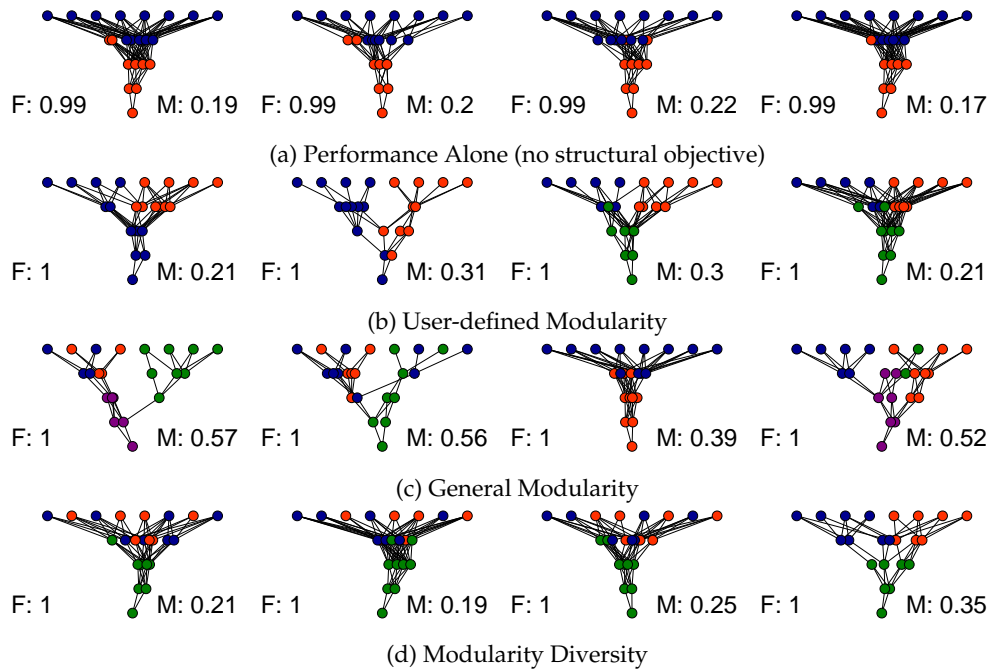 F: 0.99 M: 0.19 F: 0.99 M: 0.2 F: 0.99 M: 0.22 F: 0.99 M: 0.17
(a) Performance Alone (no structural objective)
F: 1 M: 0.21 F: 1 M: 0.31 F: 1 M: 0.3 F: 1 M: 0.21
(b) User-defined Modularity
F: 1 M: 0.57 F: 1 M: 0.56 F: 1 M: 0.39 F: 1 M: 0.52
(c) General Modularity
F: 1 M: 0.21 F: 1 M: 0.19 F: 1 M: 0.25 F: 1 M: 0.35
(d) Modularity Diversity